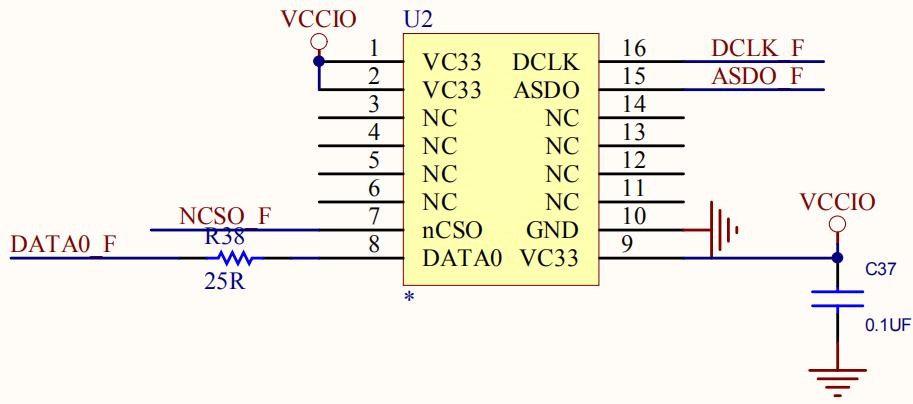 VCCIO U2
1 VC33 DCLK 16 DCLK_F
2 VC33 ASDO 15 ASDO_F
3 NC NC 14
4 NC NC 13
5 NC NC 12
6 NC NC 11 VCCIO
NCSO_F 7 nCSO GND 10
R38
DATA0_F 8 DATA0 VC33 9
25R C37
*
0.1UF